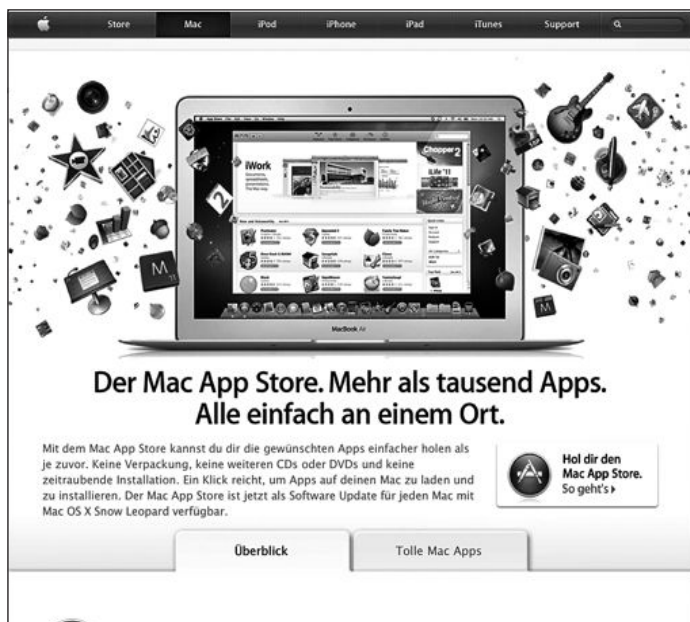 Store Mac iPod iPhone iPad iTunes Support
iWork
Chopper 2
iLife '11
MacBook Air
Der Mac App Store. Mehr als tausend Apps.
Alle einfach an einem Ort.
Mit dem Mac App Store kannst du dir die gewünschten Apps einfacher holen als
je zuvor. Keine Verpackung, keine weiteren CDs oder DVDs und keine
zeitraubende Installation. Ein Klick reicht, um Apps auf deinen Mac zu laden und
zu installieren. Der Mac App Store ist jetzt als Software Update für jeden Mac mit
Mac OS X Snow Leopard verfügbar.
Hol dir den
Mac App Store.
So geht's
Überblick Tolle Mac Apps